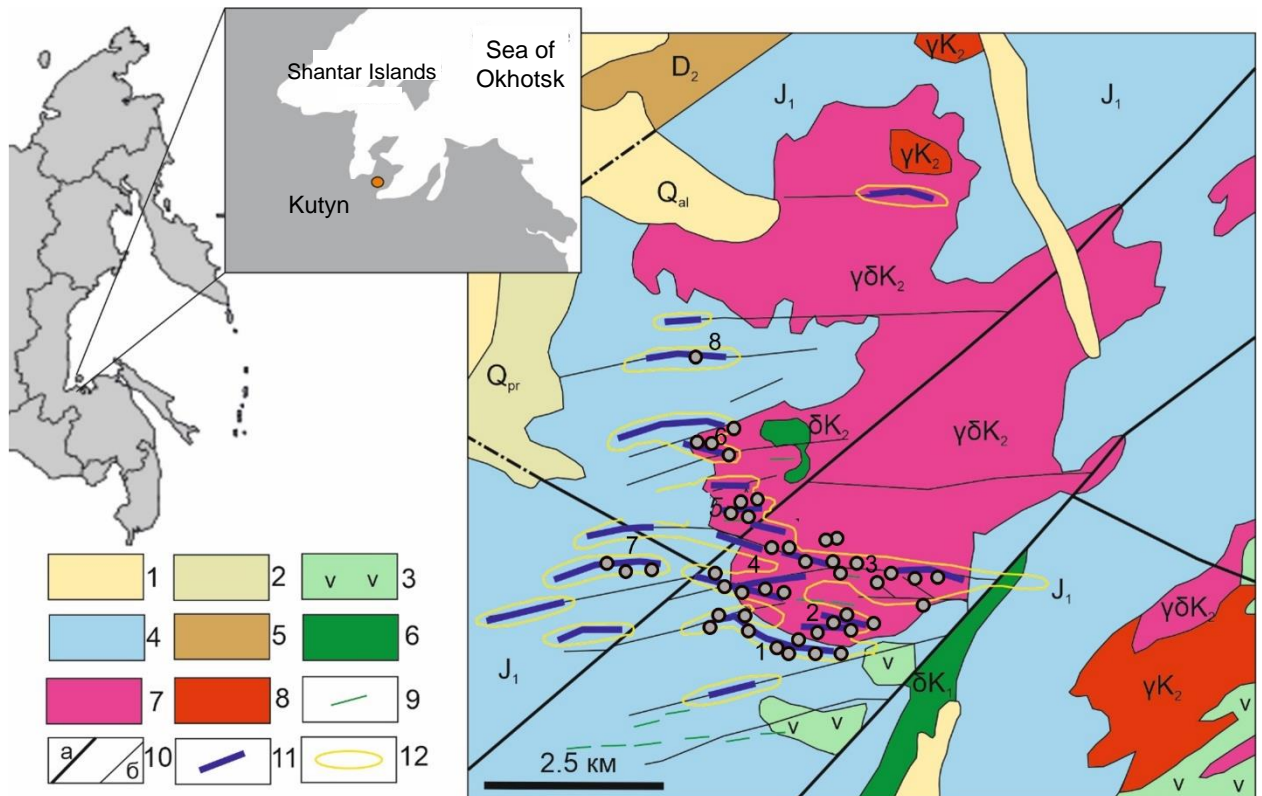 Shantar Islands
Sea of
Okhotsk
Kutyn
D₂
γK₂
J₁
J₁
γK₂
Qal
γδK₂
8
Qpr
6
δK₂
γδK₂
5
7
4
3
J₁
γδK₂
2
1
J₁
v
δK₁
γK₂
v
v
v
v
v
2.5 км
1
2
v v
3
4
5
6
7
8
9
а
б
10
11
12